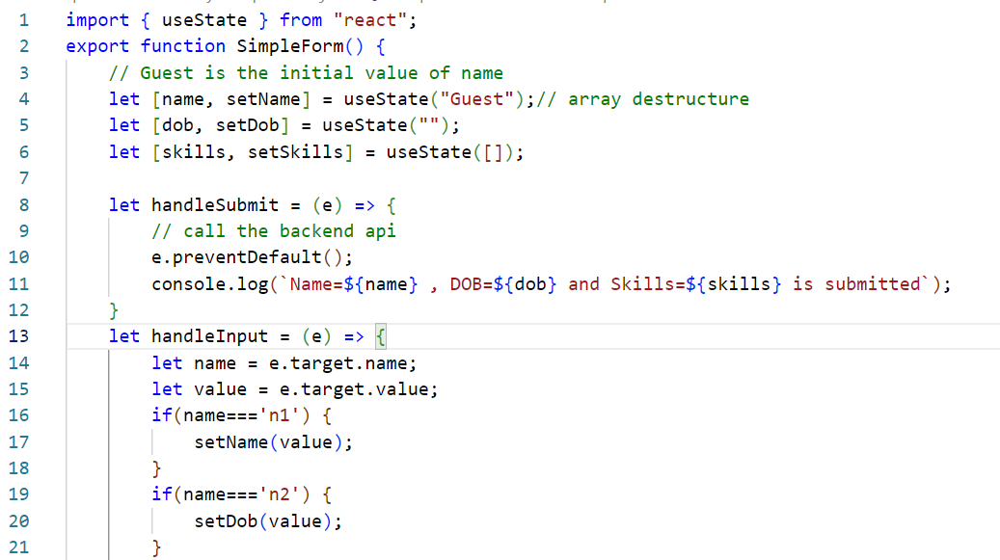 1 import { useState } from "react";
2 export function SimpleForm() {
3 // Guest is the initial value of name
4 let [name, setName] = useState("Guest");// array destructure
5 let [dob, setDob] = useState("");
6 let [skills, setSkills] = useState([]);
7
8 let handleSubmit = (e) => {
9 // call the backend api
10 e.preventDefault();
11 console.log(`Name=${name} , DOB=${dob} and Skills=${skills} is submitted`);
12 }
13 let handleInput = (e) => {
14 let name = e.target.name;
15 let value = e.target.value;
16 if(name==='n1') {
17 setName(value);
18 }
19 if(name==='n2') {
20 setDob(value);
21 }